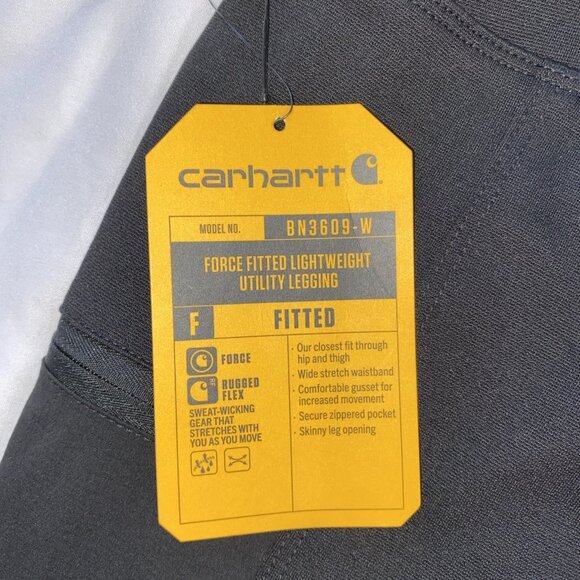 carhartt
MODEL NO.
BN3609-W
FORCE FITTED LIGHTWEIGHT
UTILITY LEGGING
F
FITTED
FORCE
RUGGED
FLEX
SWEAT-WICKING
GEAR THAT
STRETCHES WITH
YOU AS YOU MOVE
· Our closest fit through
hip and thigh
· Wide stretch waistband
· Comfortable gusset for
increased movement
· Secure zippered pocket
· Skinny leg opening